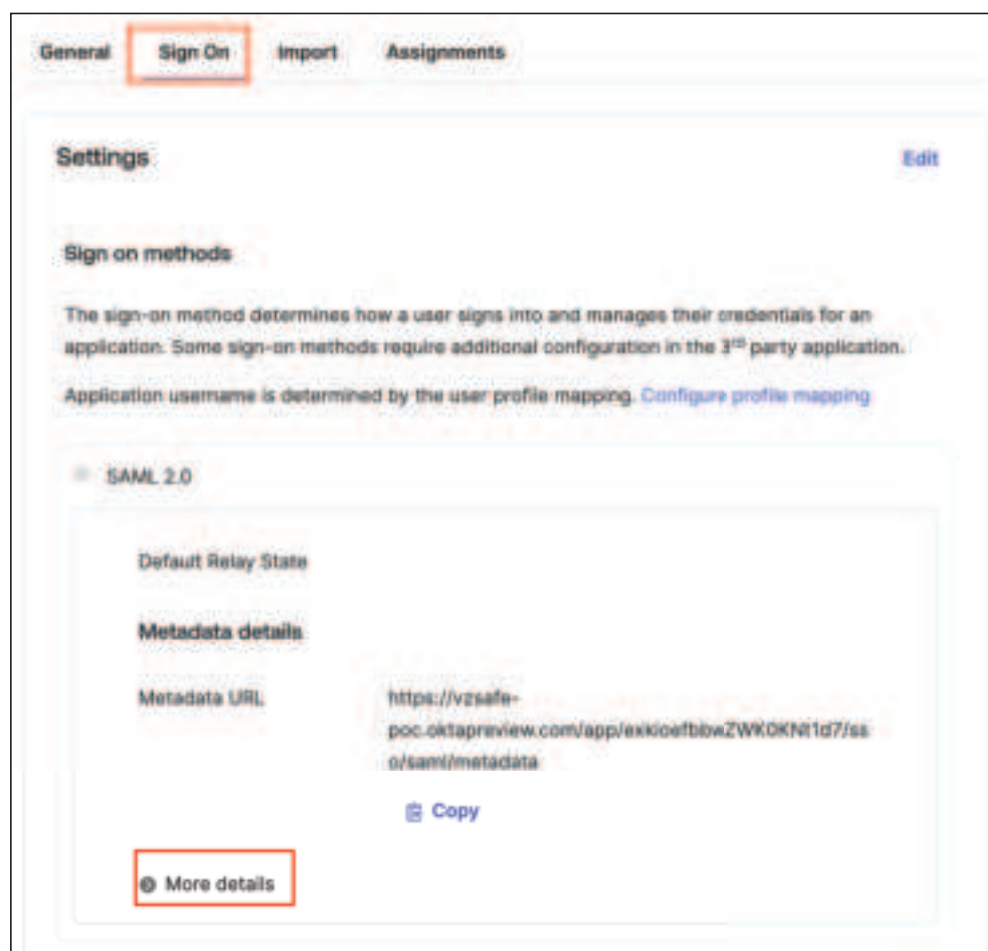 General Sign On Import Assignments
Settings Edit
Sign on methods
The sign-on method determines how a user signs into and manages their credentials for an
application. Some sign-on methods require additional configuration in the 3rd party application.
Application username is determined by the user profile mapping. Configure profile mapping
SAML 2.0
Default Relay State
Metadata details
Metadata URL https://vzsafe-
poc.oktapreview.com/app/exkioefbbwZWK0KNt1d7/ss
o/saml/metadata
Copy
More details